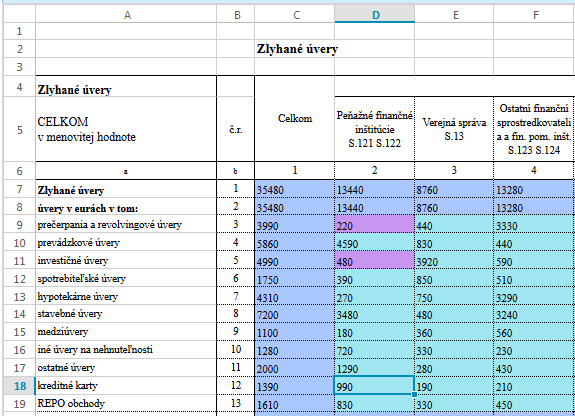 A B C D E F
1
2 Zlyhané úvery
3
4 Zlyhané úvery
5 CELKOM
v menovitej hodnote č.r. Celkom Peňažné finančné
inštitúcie
S.121 S.122 Verejná správa
S.13 Ostatní finanční
sprostredkovateli
a a fin. pom. inšt.
S.123 S.124
6 a b 1 2 3 4
7 Zlyhané úvery 1 35480 13440 8760 13280
8 úvery v eurách v tom: 2 35480 13440 8760 13280
9 prečerpania a revolvingové úvery 3 3990 220 440 3330
10 prevádzkové úvery 4 5860 4590 830 440
11 investičné úvery 5 4990 480 3920 590
12 spotrebiteľské úvery 6 1750 390 850 510
13 hypotekárne úvery 7 4310 270 750 3290
14 stavebné úvery 8 7200 3480 480 3240
15 medziúvery 9 1100 180 360 560
16 iné úvery na nehnuteľnosti 10 1280 720 330 230
17 ostatné úvery 11 2000 1290 280 430
18 kreditné karty 12 1390 990 190 210
19 REPO obchody 13 1610 830 330 450